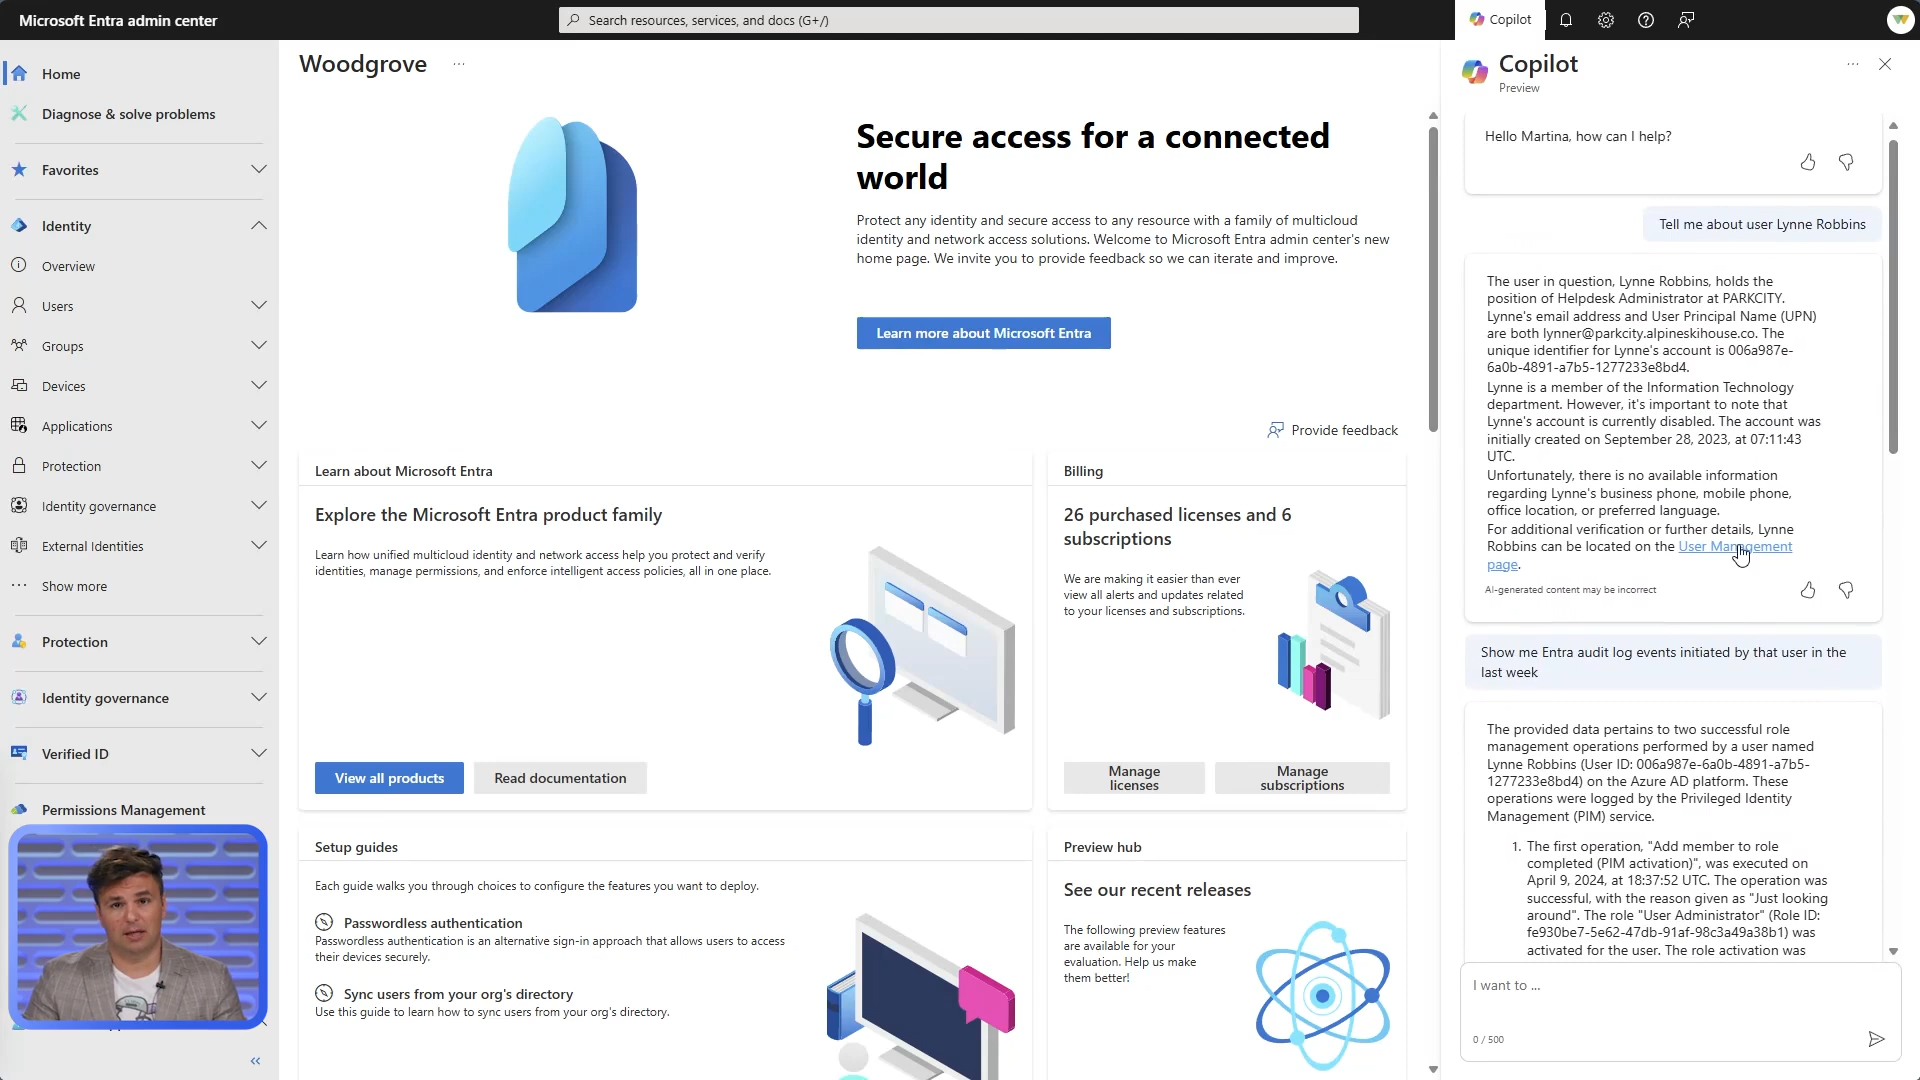 Microsoft Entra admin center
Search resources, services, and docs (G+/)
Copilot
Home
Diagnose & solve problems
Favorites
Identity
Overview
Users
Groups
Devices
Applications
Protection
Identity governance
External Identities
Show more
Protection
Identity governance
Verified ID
Permissions Management
Woodgrove
Secure access for a connected
world
Protect any identity and secure access to any resource with a family of multicloud
identity and network access solutions. Welcome to Microsoft Entra admin center's new
home page. We invite you to provide feedback so we can iterate and improve.
Learn more about Microsoft Entra
Provide feedback
Learn about Microsoft Entra
Explore the Microsoft Entra product family
Learn how unified multicloud identity and network access help you protect and verify
identities, manage permissions, and enforce intelligent access policies, all in one place.
View all products
Read documentation
Billing
26 purchased licenses and 6
subscriptions
We are making it easier than ever
view all alerts and updates related
to your licenses and subscriptions.
Manage
licenses
Manage
subscriptions
Setup guides
Each guide walks you through choices to configure the features you want to deploy.
Passwordless authentication
Passwordless authentication is an alternative sign-in approach that allows users to access
their devices securely.
Sync users from your org's directory
Use this guide to learn how to sync users from your org's directory.
Preview hub
See our recent releases
The following preview features
are available for your
evaluation. Help us make
them better!
Copilot
Preview
Hello Martina, how can I help?
Tell me about user Lynne Robbins
The user in question, Lynne Robbins, holds the
position of Helpdesk Administrator at PARKCITY.
Lynne's email address and User Principal Name (UPN)
are both lynner@parkcity.alpineskihouse.co. The
unique identifier for Lynne's account is 006a987e-
6a0b-4891-a7b5-1277233e8bd4.
Lynne is a member of the Information Technology
department. However, it's important to note that
Lynne's account is currently disabled. The account was
initially created on September 28, 2023, at 07:11:43
UTC.
Unfortunately, there is no available information
regarding Lynne's business phone, mobile phone,
office location, or preferred language.
For additional verification or further details, Lynne
Robbins can be located on the User Management
page.
AI-generated content may be incorrect
Show me Entra audit log events initiated by that user in the
last week
The provided data pertains to two successful role
management operations performed by a user named
Lynne Robbins (User ID: 006a987e-6a0b-4891-a7b5-
1277233e8bd4) on the Azure AD platform. These
operations were logged by the Privileged Identity
Management (PIM) service.
1. The first operation, "Add member to role
completed (PIM activation)", was executed on
April 9, 2024, at 18:37:52 UTC. The operation was
successful, with the reason given as "Just looking
around". The role "User Administrator" (Role ID:
fe930be7-5e62-47db-91af-98c3a49a38b1) was
activated for the user. The role activation was
I want to ...
0 / 500